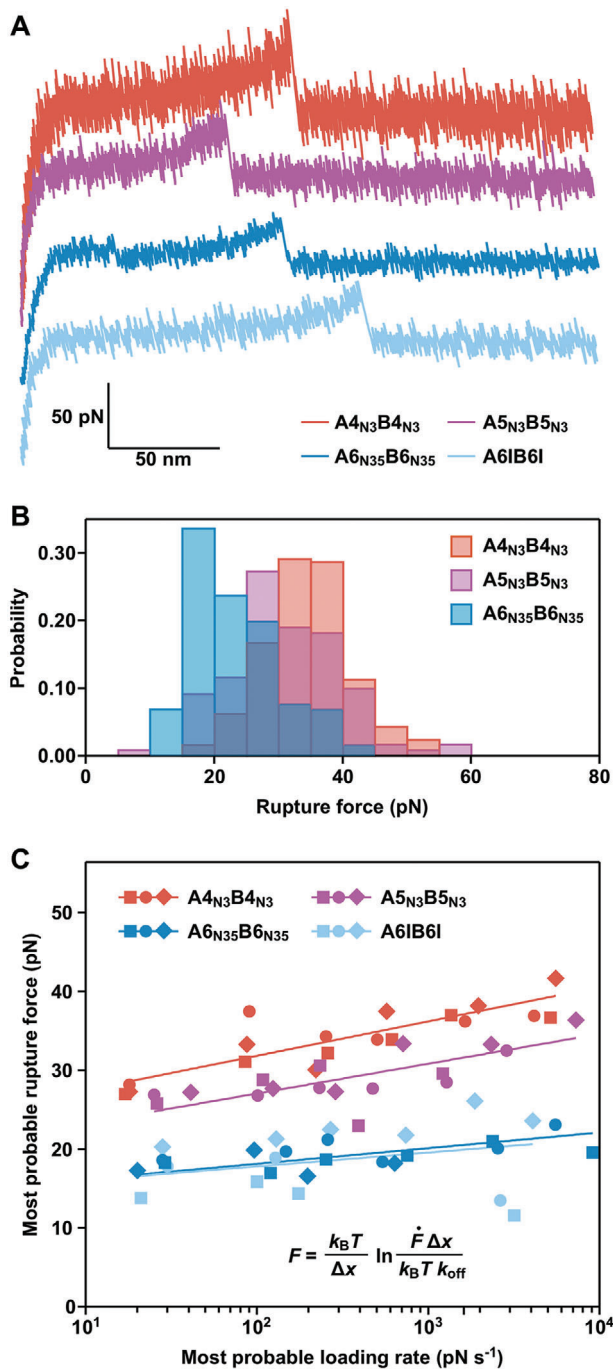 A
50 pN
50 nm
A4N3B4N3 A5N3B5N3
A6N35B6N35 A6IB6I
B
0.30
0.20
0.10
0.00
Probability
A4N3B4N3
A5N3B5N3
A6N35B6N35
0 20 40 60 80
Rupture force (pN)
C
50
40
30
20
10
0
Most probable rupture force (pN)
A4N3B4N3 A5N3B5N3
A6N35B6N35 A6IB6I
F = kBT/Δx ln Ḟ Δx/kBT koff
10¹ 10² 10³ 10⁴
Most probable loading rate (pN s⁻¹)